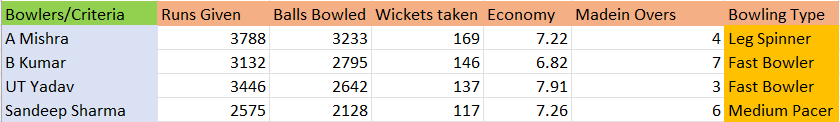 Bowlers/Criteria Runs Given Balls Bowled Wickets taken Economy Madein Overs Bowling Type
A Mishra 3788 3233 169 7.22 4 Leg Spinner
B Kumar 3132 2795 146 6.82 7 Fast Bowler
UT Yadav 3446 2642 137 7.91 3 Fast Bowler
Sandeep Sharma 2575 2128 117 7.26 6 Medium Pacer